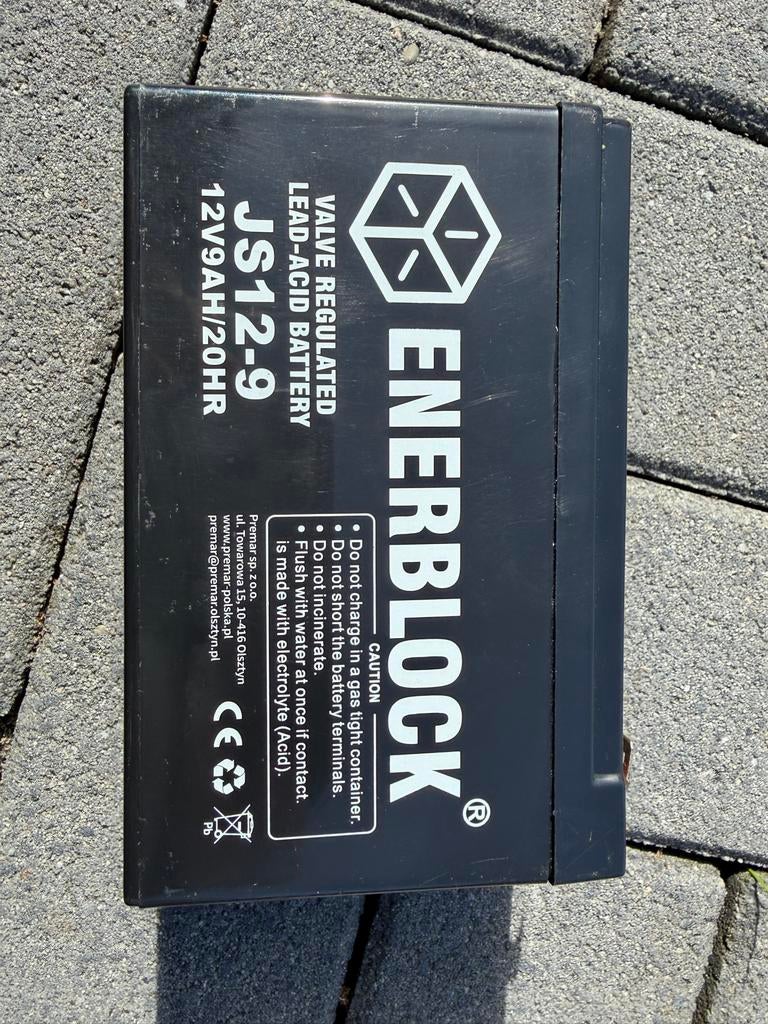 ENERBLOCK®
VALVE REGULATED
LEAD-ACID BATTERY
JS12-9
12V9AH/20HR
CAUTION
• Do not charge in a gas tight container.
• Do not short the battery terminals.
• Do not incinerate.
• Flush with water at once if contact.
is made with electrolyte (Acid).
Premar sp. z o.o.
ul. Towarowa 15, 10-416 Olsztyn
www.premar-polska.pl
premar@premar.olsztyn.pl
CE
Pb